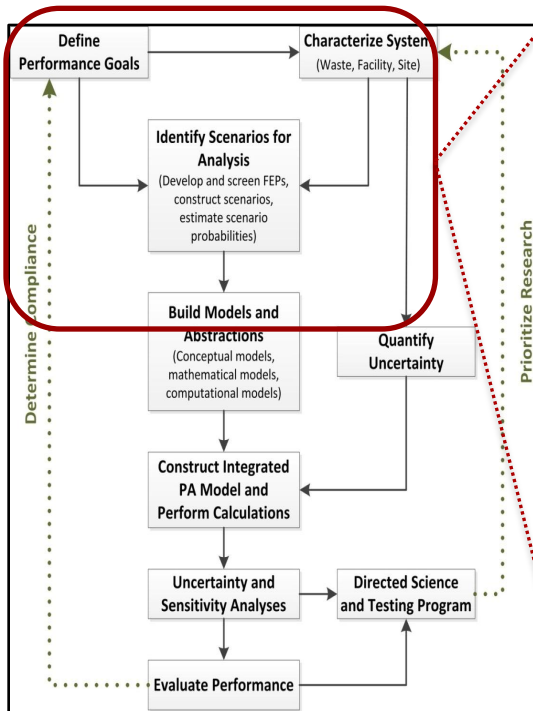 Define
Performance Goals
Characterize System
(Waste, Facility, Site)
Identify Scenarios for
Analysis
(Develop and screen FEPs,
construct scenarios,
estimate scenario
probabilities)
Build Models and
Abstractions
(Conceptual models,
mathematical models,
computational models)
Quantify
Uncertainty
Construct Integrated
PA Model and
Perform Calculations
Uncertainty and
Sensitivity Analyses
Directed Science
and Testing Program
Evaluate Performance
Determine Compliance
Prioritize Research